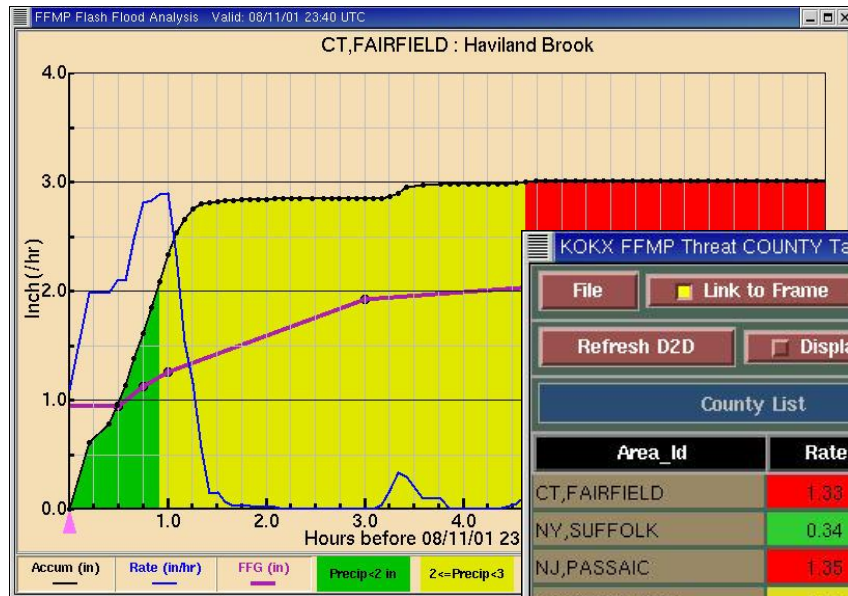 FFMP Flash Flood Analysis Valid: 08/11/01 23:40 UTC
CT,FAIRFIELD : Haviland Brook
4.0
3.0
2.0
1.0
0.0
Inch (/hr)
1.0
2.0
3.0
4.0
Hours before 08/11/01 23
Accum (in)
Rate (in/hr)
FFG (in)
Precip<2 in
2<=Precip<3
KOKX FFMP Threat COUNTY Ta
File
Link to Frame
Refresh D2D
Displa
County List
Area_Id
Rate
CT,FAIRFIELD
1.33
NY,SUFFOLK
0.34
NJ,PASSAIC
1.35